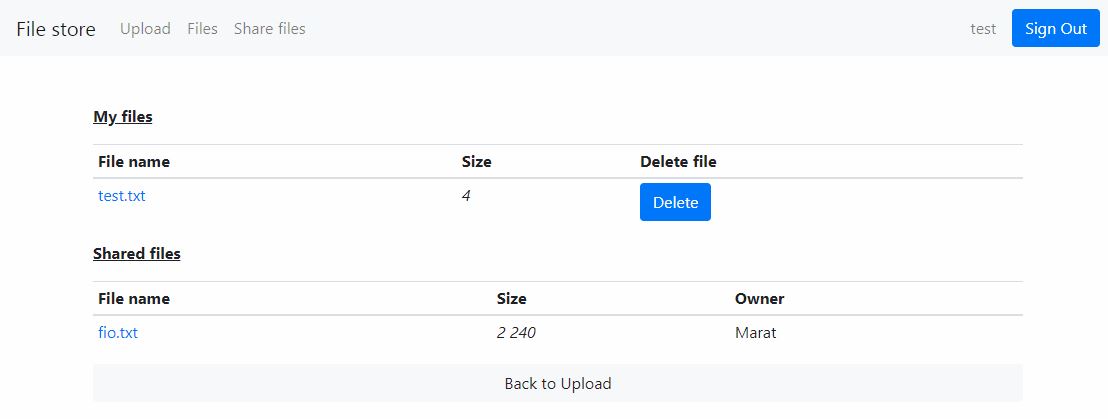 File store Upload Files Share files test Sign Out
My files
File name Size Delete file
test.txt 4 Delete
Shared files
File name Size Owner
fio.txt 2 240 Marat
Back to Upload